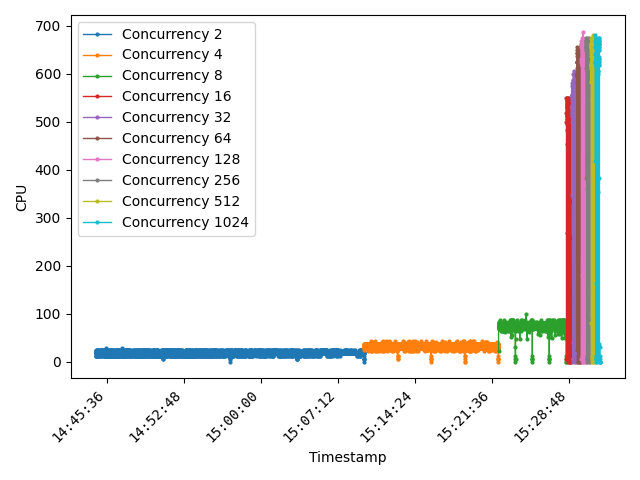 700
600
500
400
300
200
100
0
CPU
Concurrency 2
Concurrency 4
Concurrency 8
Concurrency 16
Concurrency 32
Concurrency 64
Concurrency 128
Concurrency 256
Concurrency 512
Concurrency 1024
14:45:36
14:52:48
15:00:00
15:07:12
15:14:24
15:21:36
15:28:48
Timestamp